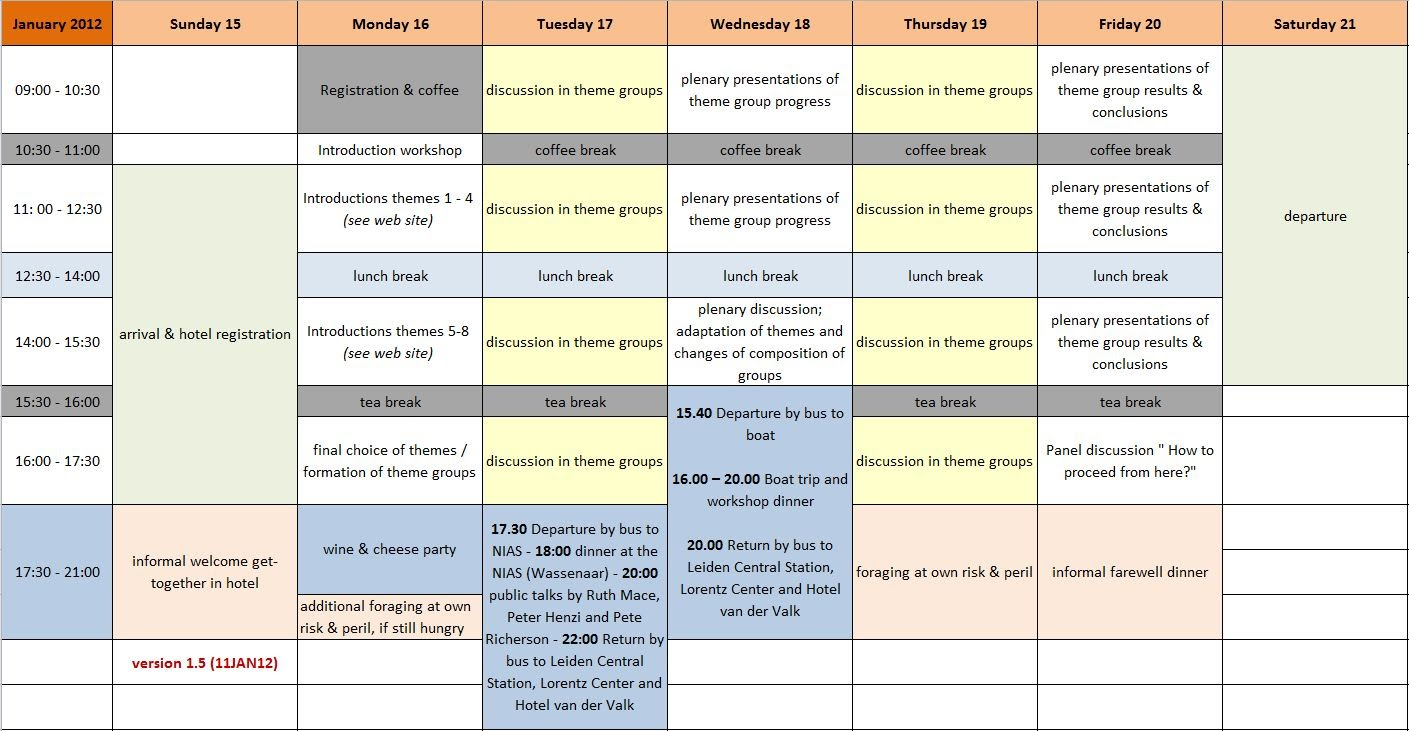 January 2012
Sunday 15
Monday 16
Tuesday 17
Wednesday 18
Thursday 19
Friday 20
Saturday 21
09:00 - 10:30
Registration & coffee
discussion in theme groups
plenary presentations of
theme group progress
discussion in theme groups
plenary presentations of
theme group results &
conclusions
10:30 - 11:00
Introduction workshop
coffee break
coffee break
coffee break
coffee break
11: 00 - 12:30
Introductions themes 1 - 4
(see web site)
discussion in theme groups
plenary presentations of
theme group progress
discussion in theme groups
plenary presentations of
theme group results &
conclusions
departure
12:30 - 14:00
lunch break
lunch break
lunch break
lunch break
lunch break
14:00 - 15:30
arrival & hotel registration
Introductions themes 5-8
(see web site)
discussion in theme groups
plenary discussion;
adaptation of themes and
changes of composition of
groups
discussion in theme groups
plenary presentations of
theme group results &
conclusions
15:30 - 16:00
tea break
tea break
15.40 Departure by bus to
boat
16.00 – 20.00 Boat trip and
workshop dinner
20.00 Return by bus to
Leiden Central Station,
Lorentz Center and Hotel
van der Valk
tea break
tea break
16:00 - 17:30
final choice of themes /
formation of theme groups
discussion in theme groups
discussion in theme groups
Panel discussion " How to
proceed from here?"
17:30 - 21:00
informal welcome get-
together in hotel
wine & cheese party
additional foraging at own
risk & peril, if still hungry
17.30 Departure by bus to
NIAS - 18:00 dinner at the
NIAS (Wassenaar) - 20:00
public talks by Ruth Mace,
Peter Henzi and Pete
Richerson - 22:00 Return by
bus to Leiden Central
Station, Lorentz Center and
Hotel van der Valk
foraging at own risk & peril
informal farewell dinner
version 1.5 (11JAN12)